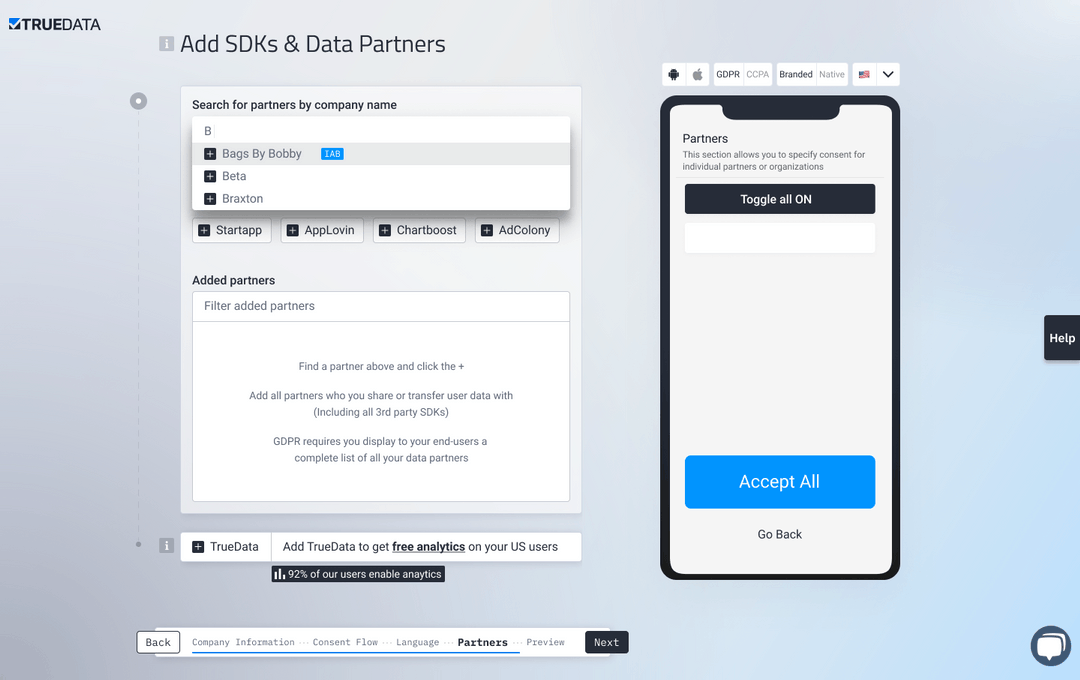 TRUEDATA
i Add SDKs & Data Partners
Search for partners by company name
B
Bags By Bobby IAB
Beta
Braxton
Startapp AppLovin Chartboost AdColony
Added partners
Filter added partners
Find a partner above and click the +
Add all partners who you share or transfer user data with
(Including all 3rd party SDKs)
GDPR requires you display to your end-users a
complete list of all your data partners
i TrueData Add TrueData to get free analytics on your US users
92% of our users enable anaytics
Back Company Information ··· Consent Flow ··· Language ··· Partners ··· Preview Next
GDPR CCPA Branded Native
Partners
This section allows you to specify consent for
individual partners or organizations
Toggle all ON
Accept All
Go Back
Help